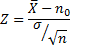 Z = (X̄ − n₀) / (σ / √n)